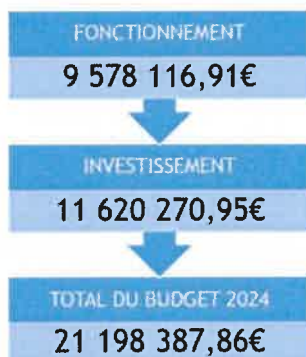 FONCTIONNEMENT
9 578 116,91€
INVESTISSEMENT
11 620 270,95€
TOTAL DU BUDGET 2024
21 198 387,86€